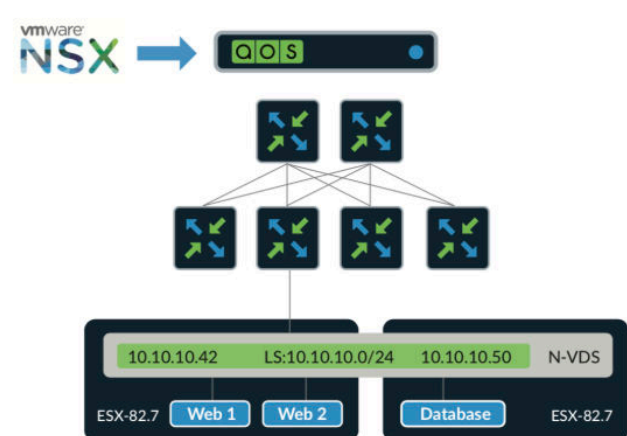 vmware
NSX
AOS
10.10.10.42 LS:10.10.10.0/24 10.10.10.50 N-VDS
ESX-82.7 Web 1 Web 2 Database ESX-82.7